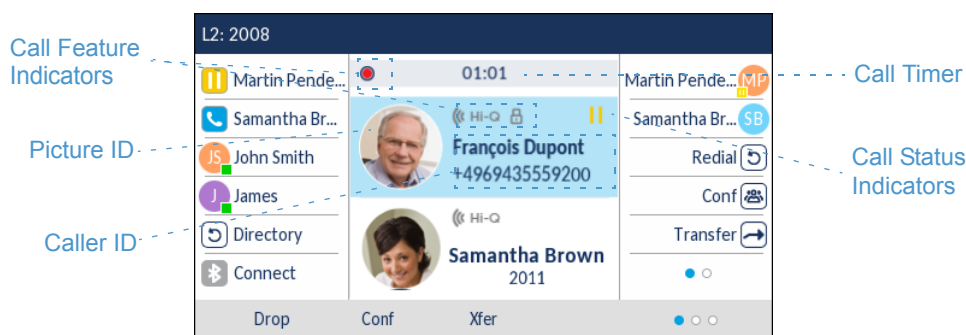 L2: 2008
Call Feature
Indicators
Picture ID
Caller ID
Martin Pende...
Samantha Br...
JS John Smith
J James
Directory
Connect
01:01
Hi-Q
François Dupont
+4969435559200
Hi-Q
Samantha Brown
2011
Martin Pende... MP
Samantha Br... SB
Redial
Conf
Transfer
Call Timer
Call Status
Indicators
Drop Conf Xfer